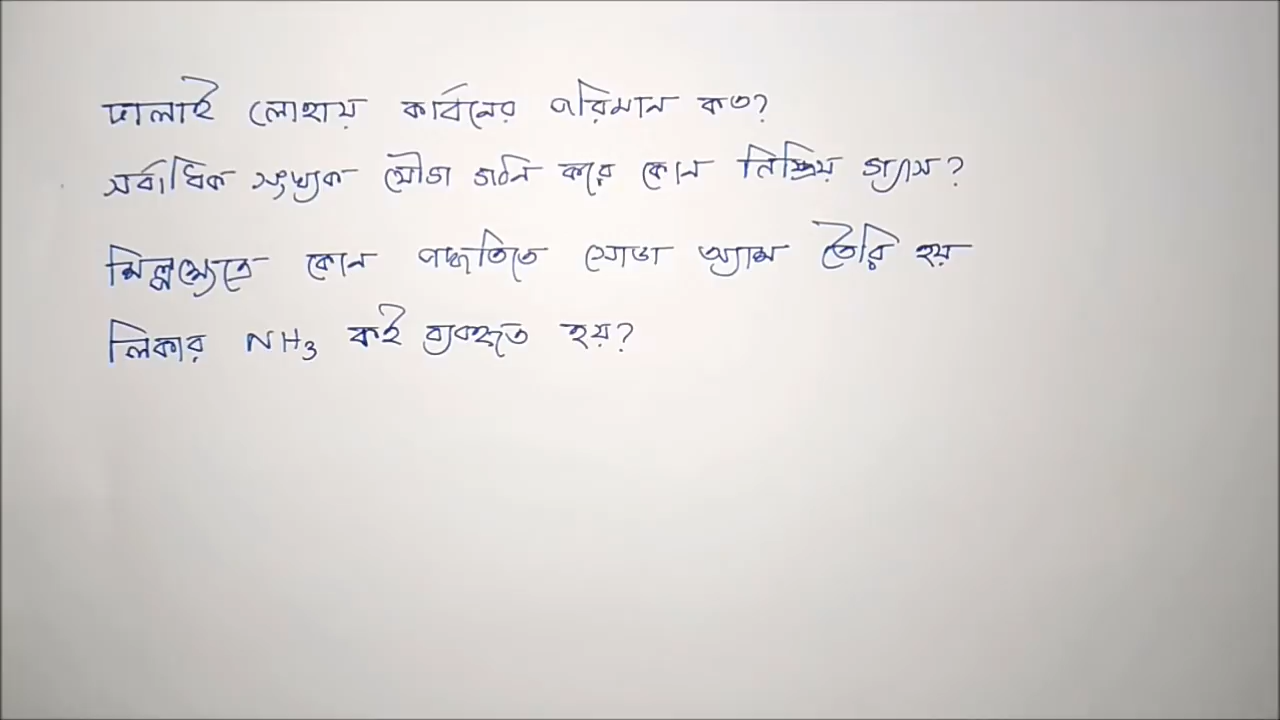 ঢালাই লোহায় কার্বনের পরিমান কত?
সর্বাধিক সংখ্যক যৌগ গঠন করে কোন নিষ্ক্রিয় গ্যাস?
শিল্পক্ষেত্রে কোন পদ্ধতিতে সোডা অ্যাস তৈরি হয়
লিকার NH3 কই ব্যবহৃত হয়?